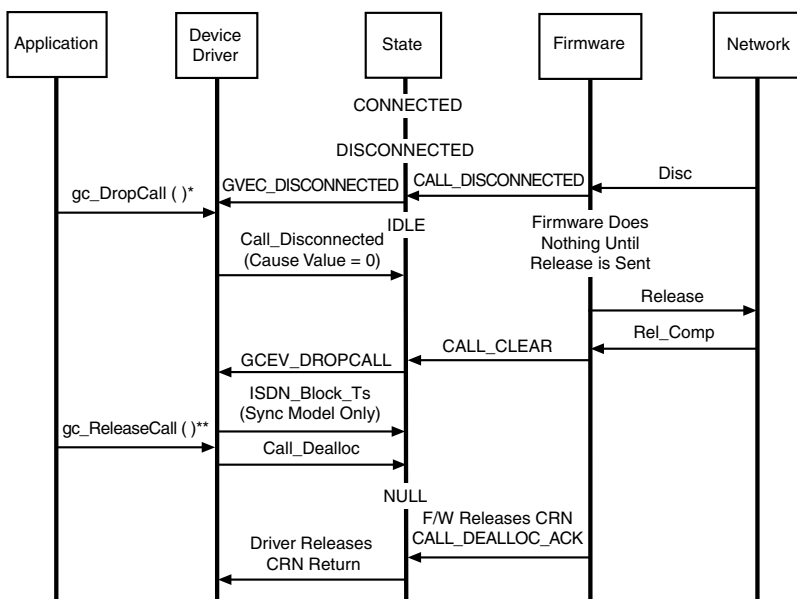 Application
Device
Driver
State
Firmware
Network
CONNECTED
DISCONNECTED
Disc
CALL_DISCONNECTED
GVEC_DISCONNECTED
gc_DropCall ( )*
IDLE
Firmware Does
Nothing Until
Release is Sent
Call_Disconnected
(Cause Value = 0)
Release
Rel_Comp
CALL_CLEAR
GCEV_DROPCALL
ISDN_Block_Ts
(Sync Model Only)
gc_ReleaseCall ( )**
Call_Dealloc
NULL
F/W Releases CRN
CALL_DEALLOC_ACK
Driver Releases
CRN Return